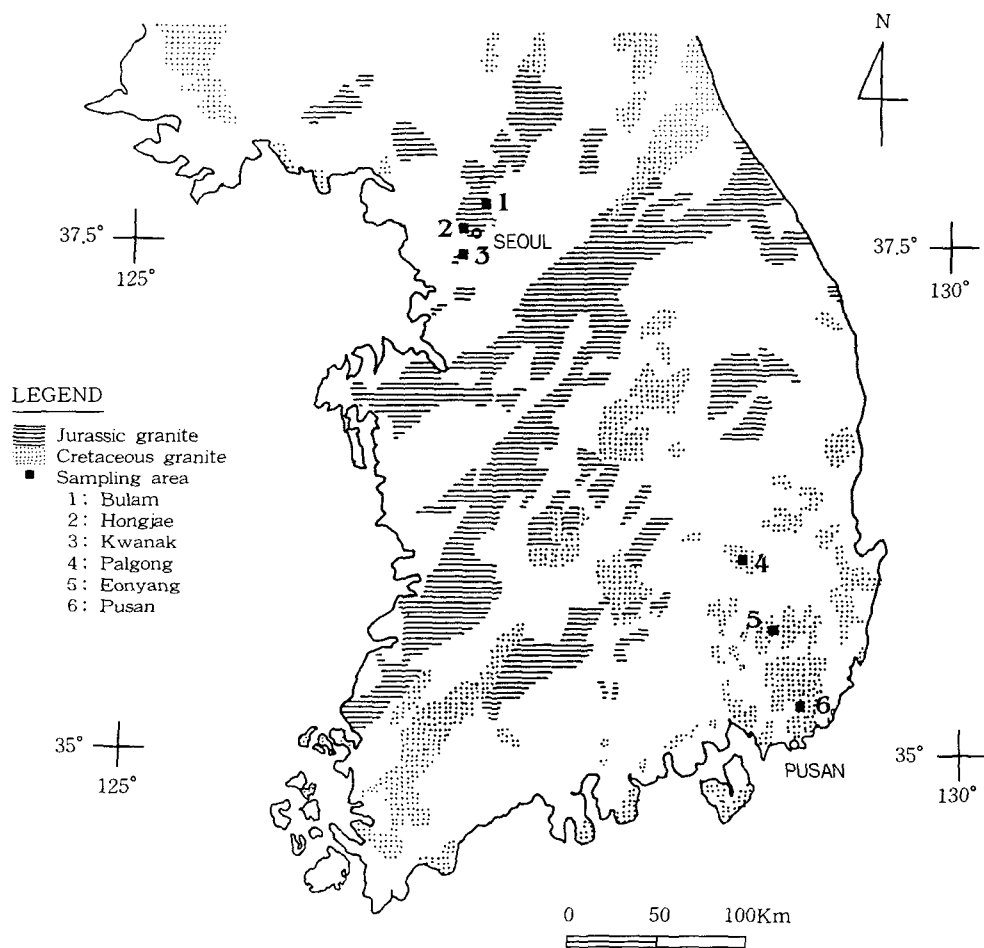 N
1
2
SEOUL
3
37.5°
125°
37.5°
130°
LEGEND
Jurassic granite
Cretaceous granite
Sampling area
1: Bulam
2: Hongjae
3: Kwanak
4: Palgong
5: Eonyang
6: Pusan
4
5
6
35°
125°
PUSAN
35°
130°
0 50 100Km